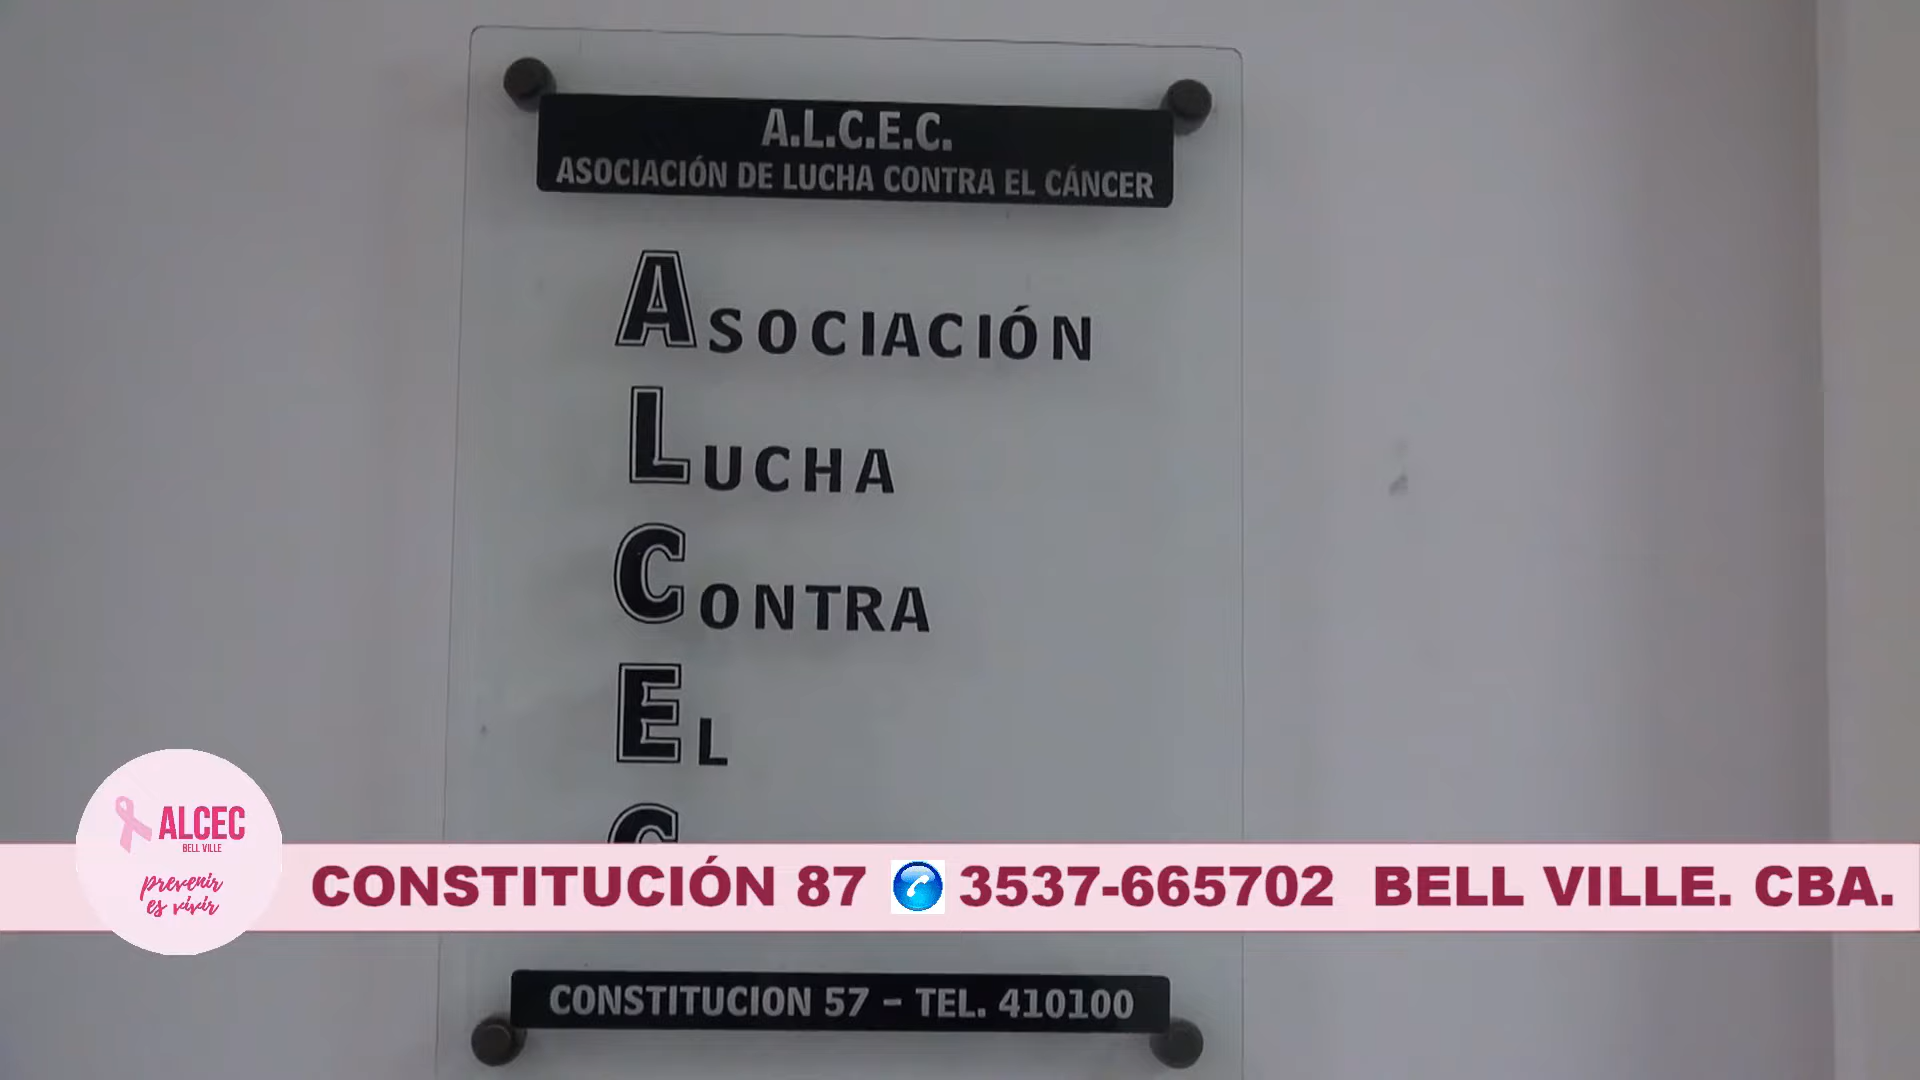 A.L.C.E.C.
ASOCIACIÓN DE LUCHA CONTRA EL CÁNCER
ASOCIACIÓN
LUCHA
CONTRA
EL
C
ALCEC
BELL VILLE
prevenir
es vivir
CONSTITUCIÓN 87 3537-665702 BELL VILLE. CBA.
CONSTITUCION 57 – TEL. 410100